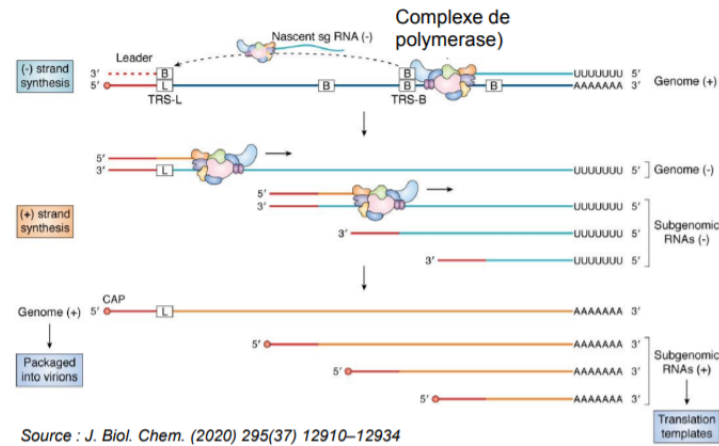 Complexe de
polymerase)
Nascent sg RNA (-)
Leader
(-) strand
synthesis
3′ B B UUUUUUU 5′
5′ L B B B AAAAAAA 3′
Genome (+)
TRS-L TRS-B
5′
3′ L UUUUUUU 5′ Genome (-)
(+) strand
synthesis
5′
3′ UUUUUUU 5′
3′ UUUUUUU 5′
3′ UUUUUUU 5′
Subgenomic
RNAs (-)
CAP
Genome (+) 5′ L AAAAAAA 3′
Packaged
into virions
5′ AAAAAAA 3′
5′ AAAAAAA 3′
5′ AAAAAAA 3′
Subgenomic
RNAs (+)
Translation
templates
Source : J. Biol. Chem. (2020) 295(37) 12910–12934